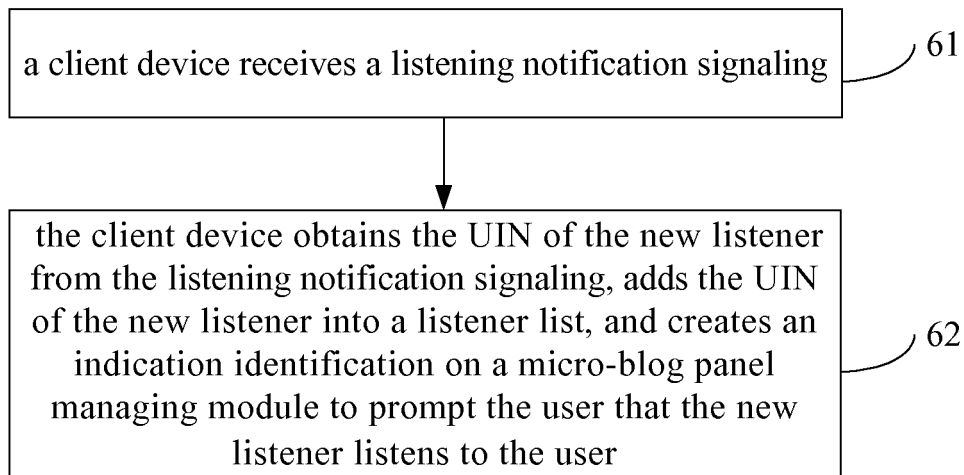 a client device receives a listening notification signaling
61
the client device obtains the UIN of the new listener
from the listening notification signaling, adds the UIN
of the new listener into a listener list, and creates an
indication identification on a micro-blog panel
managing module to prompt the user that the new
listener listens to the user
62